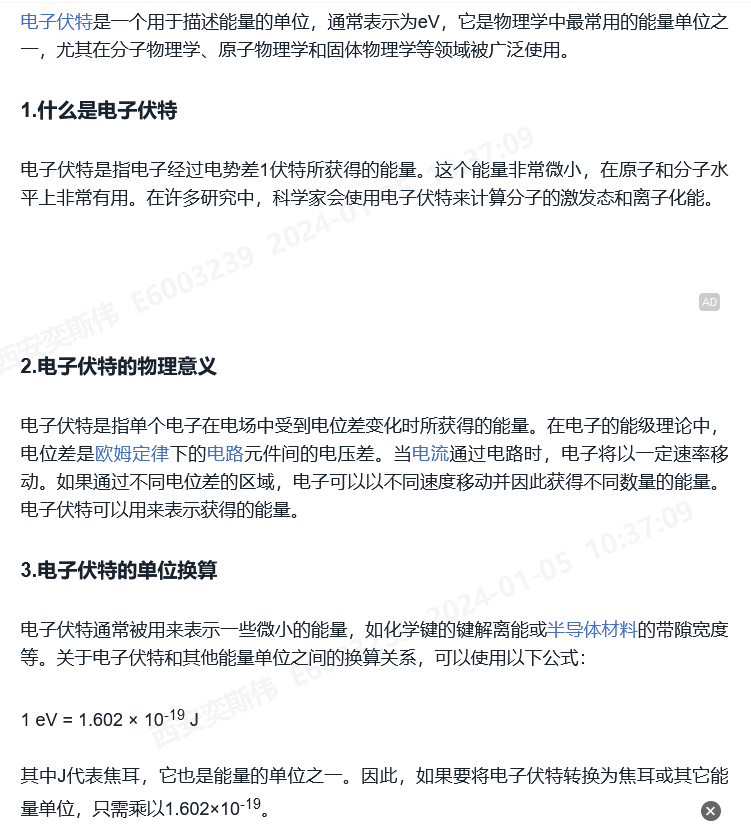 电子伏特是一个用于描述能量的单位，通常表示为eV，它是物理学中最常用的能量单位之
一，尤其在分子物理学、原子物理学和固体物理学等领域被广泛使用。
1.什么是电子伏特
电子伏特是指电子经过电势差1伏特所获得的能量。这个能量非常微小，在原子和分子水
平上非常有用。在许多研究中，科学家会使用电子伏特来计算分子的激发态和离子化能。
西安奕斯伟 E6003239 2024-01-05 10:37:09
AD
2.电子伏特的物理意义
电子伏特是指单个电子在电场中受到电位差变化时所获得的能量。在电子的能级理论中，
电位差是欧姆定律下的电路元件间的电压差。当电流通过电路时，电子将以一定速率移
动。如果通过不同电位差的区域，电子可以以不同速度移动并因此获得不同数量的能量。
电子伏特可以用来表示获得的能量。
3.电子伏特的单位换算
电子伏特通常被用来表示一些微小的能量，如化学键的键解离能或半导体材料的带隙宽度
等。关于电子伏特和其他能量单位之间的换算关系，可以使用以下公式：
西安奕斯伟 E6003239 2024-01-05 10:37:09
1 eV = 1.602 × 10⁻¹⁹ J
其中J代表焦耳，它也是能量的单位之一。因此，如果要将电子伏特转换为焦耳或其它能
量单位，只需乘以1.602×10⁻¹⁹。